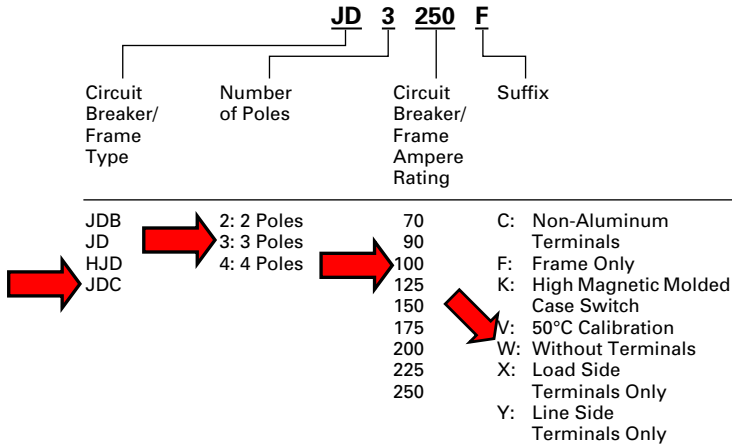 JD 3 250 F
Circuit Breaker/ Frame Type
Number of Poles
Circuit Breaker/ Frame Ampere Rating
Suffix
JDB
JD
HJD
JDC
2: 2 Poles
3: 3 Poles
4: 4 Poles
70
90
100
125
150
175
200
225
250
C: Non-Aluminum
Terminals
F: Frame Only
K: High Magnetic Molded
Case Switch
V: 50°C Calibration
W: Without Terminals
X: Load Side
Terminals Only
Y: Line Side
Terminals Only